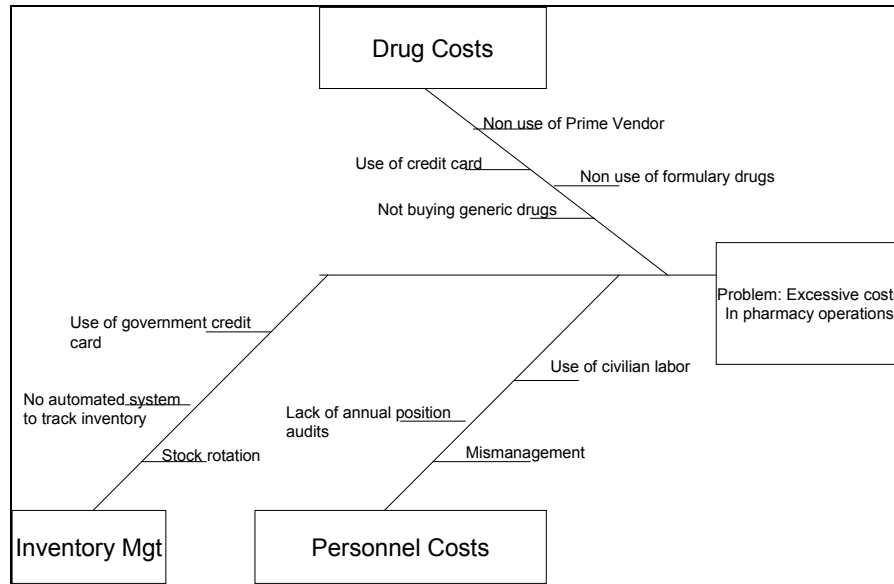 Drug Costs
Non use of Prime Vendor
Use of credit card
Non use of formulary drugs
Not buying generic drugs
Problem: Excessive costs
In pharmacy operations
Use of government credit
card
Use of civilian labor
No automated system
to track inventory
Lack of annual position
audits
Stock rotation
Mismanagement
Inventory Mgt
Personnel Costs